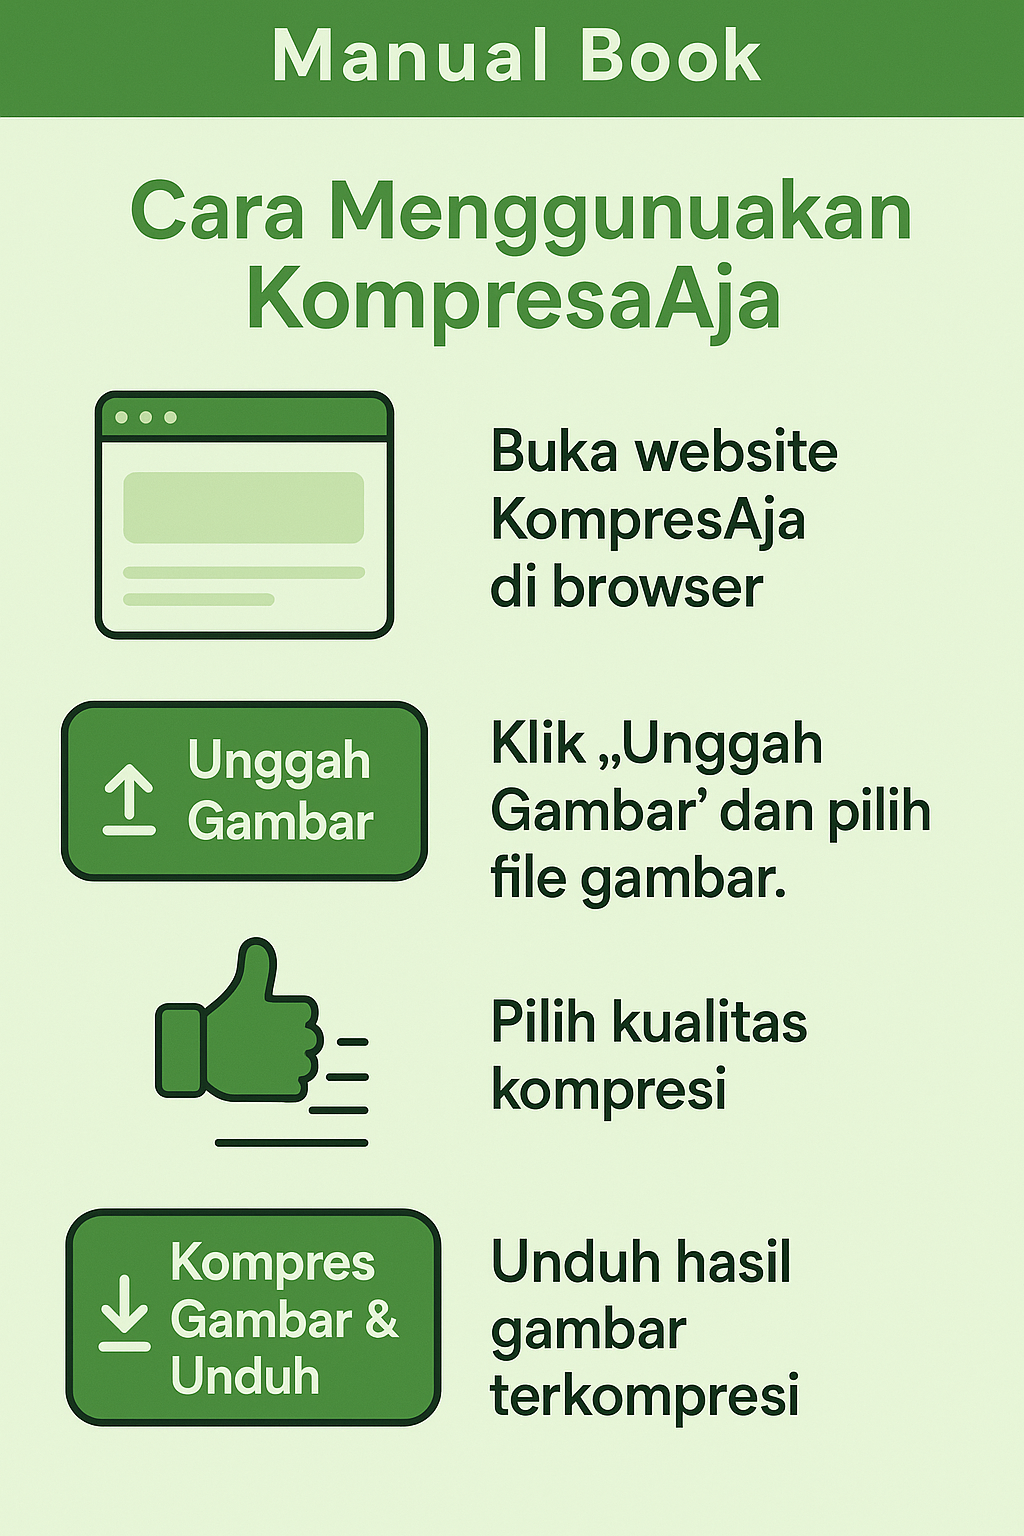 Manual Book
Cara Menggunuakan
KompresaAja
Buka website
KompresAja
di browser
Unggah
Gambar
Klik „Unggah
Gambar’ dan pilih
file gambar.
Pilih kualitas
kompresi
Kompres
Gambar &
Unduh
Unduh hasil
gambar
terkompresi